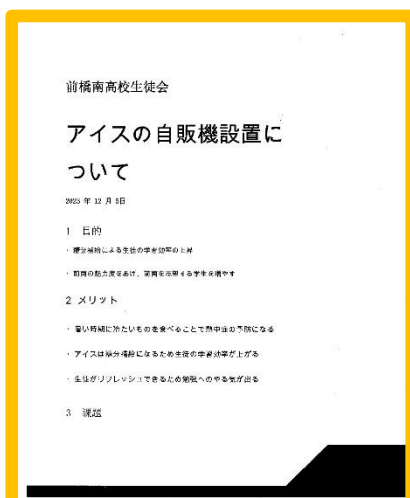 前橋南高校生徒会
アイスの自販機設置に
ついて
2025 年 12 月 5日
1 目的
・糖分補給による生徒の学習効率の上昇
・前南の魅力度をあげ、前南を志望する学生を増やす
2 メリット
・暑い時期に冷たいものを食べることで熱中症の予防になる
・アイスは糖分補給になるため生徒の学習効率が上がる
・生徒がリフレッシュできるため勉強へのやる気が出る
3 課題